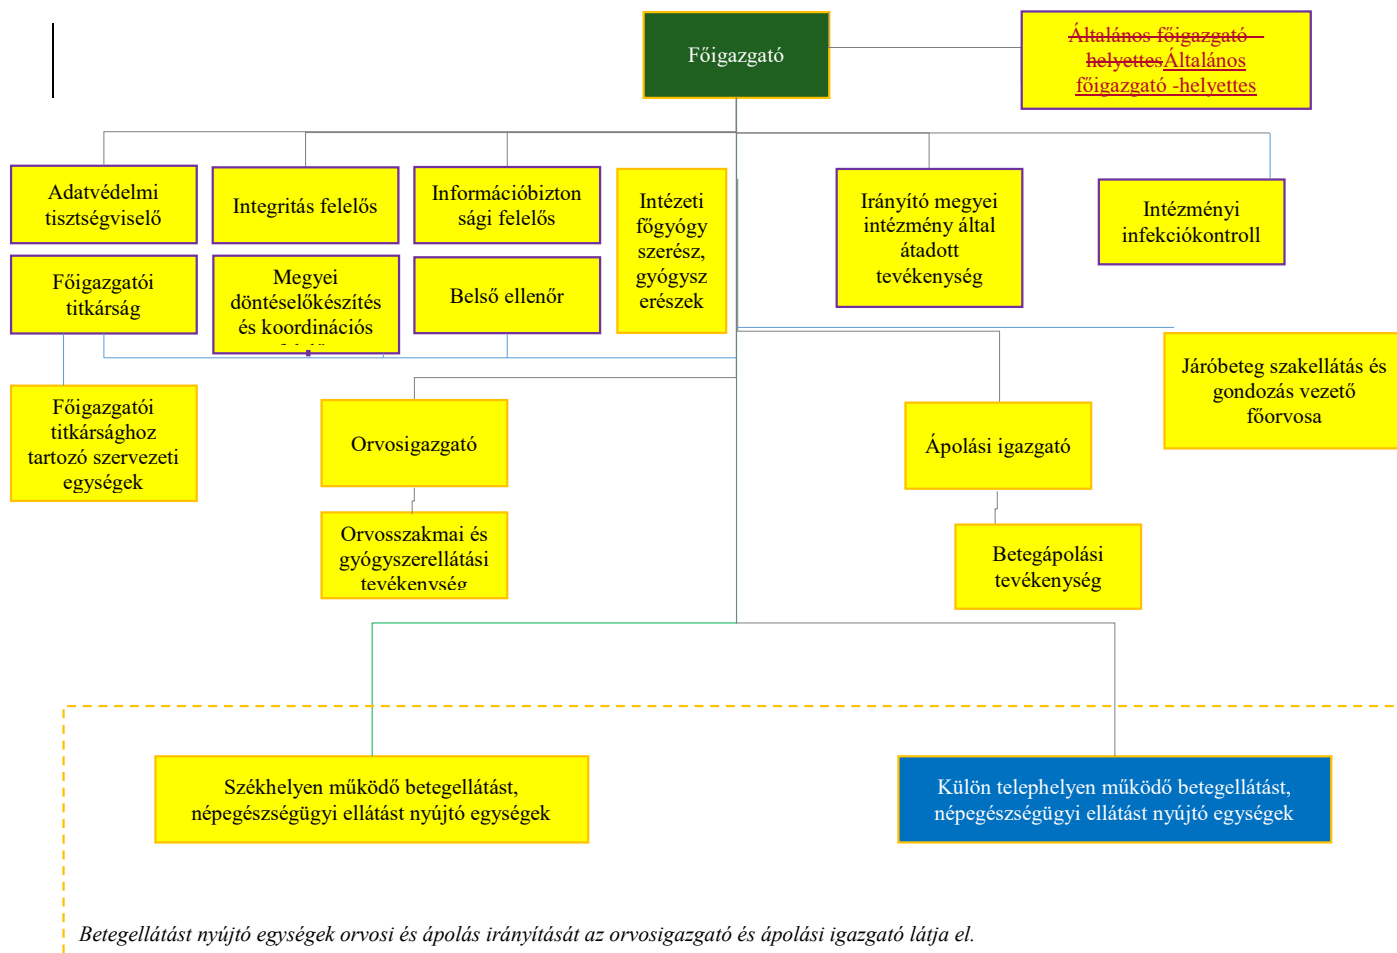 Főigazgató
Általános főigazgató
helyettesÁltalános
főigazgató -helyettes
Adatvédelmi
tisztségviselő
Integritás felelős
Információbizton
sági felelős
Intézeti
főgyógy
szerész,
gyógysz
erészek
Irányító megyei
intézmény által
átadott
tevékenység
Intézményi
infekciókontroll
Főigazgatói
titkárság
Megyei
döntéselőkészítés
és koordinációs
Belső ellenőr
Járóbeteg szakellátás és
gondozás vezető
főorvosa
Főigazgatói
titkársághoz
tartozó szervezeti
egységek
Orvosigazgató
Ápolási igazgató
Orvosszakmai és
gyógyszerellátási
tevékenység
Betegápolási
tevékenység
Székhelyen működő betegellátást,
népegészségügyi ellátást nyújtó egységek
Külön telephelyen működő betegellátást,
népegészségügyi ellátást nyújtó egységek
Betegellátást nyújtó egységek orvosi és ápolás irányítását az orvosigazgató és ápolási igazgató látja el.